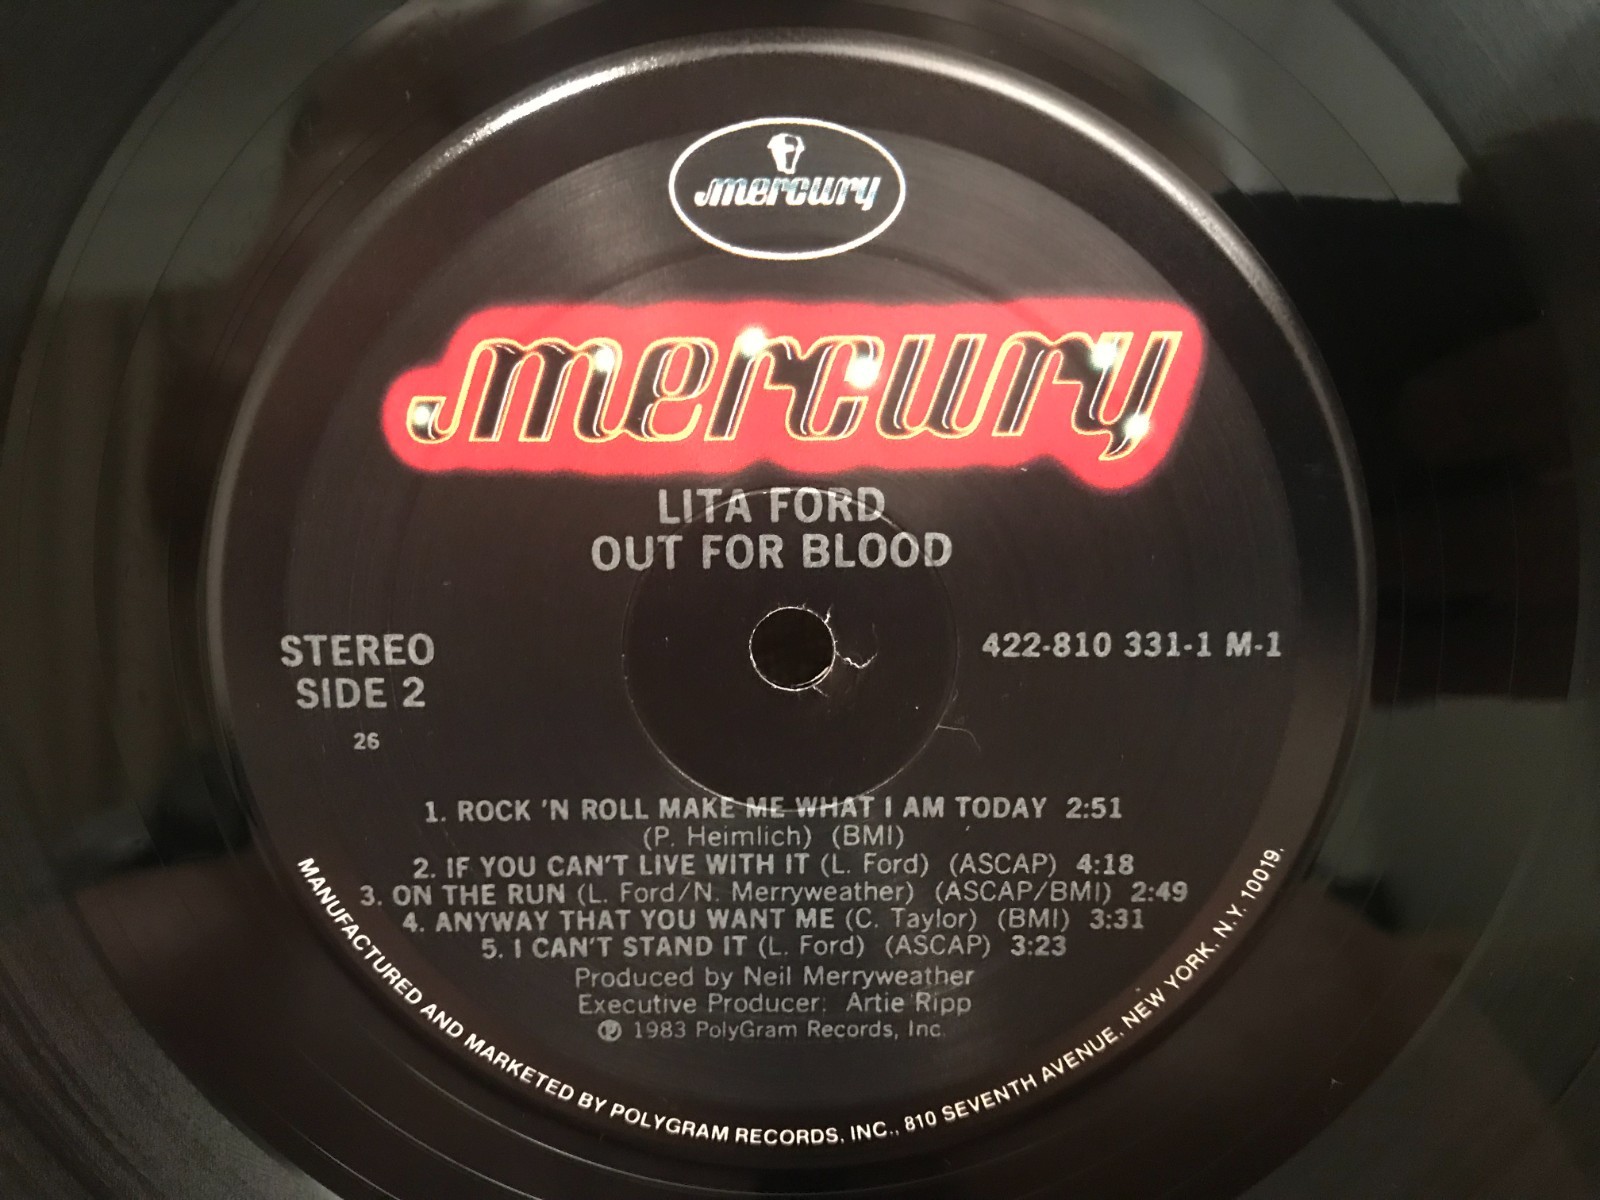 mercury
mercury
LITA FORD
OUT FOR BLOOD
STEREO
SIDE 2
26
422-810 331-1 M-1
1. ROCK 'N ROLL MAKE ME WHAT I AM TODAY 2:51
(P. Heimlich) (BMI)
2. IF YOU CAN'T LIVE WITH IT (L. Ford) (ASCAP) 4:18
3. ON THE RUN (L. Ford/N. Merryweather) (ASCAP/BMI) 2:49
4. ANYWAY THAT YOU WANT ME (C. Taylor) (BMI) 3:31
5. I CAN'T STAND IT (L. Ford) (ASCAP) 3:23
Produced by Neil Merryweather
Executive Producer: Artie Ripp
℗ 1983 PolyGram Records, Inc.
MANUFACTURED AND MARKETED BY POLYGRAM RECORDS, INC., 810 SEVENTH AVENUE, NEW YORK, N.Y. 10019.